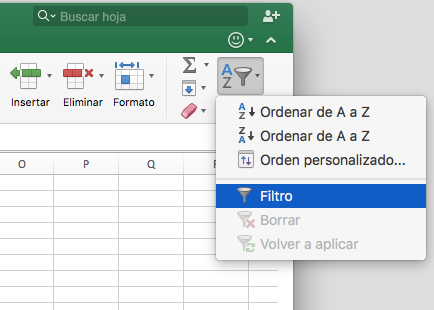 Buscar hoja
Insertar
Eliminar
Formato
Σ
A
Z
Ordenar de A a Z
Ordenar de A a Z
Orden personalizado...
Filtro
Borrar
Volver a aplicar
O P Q